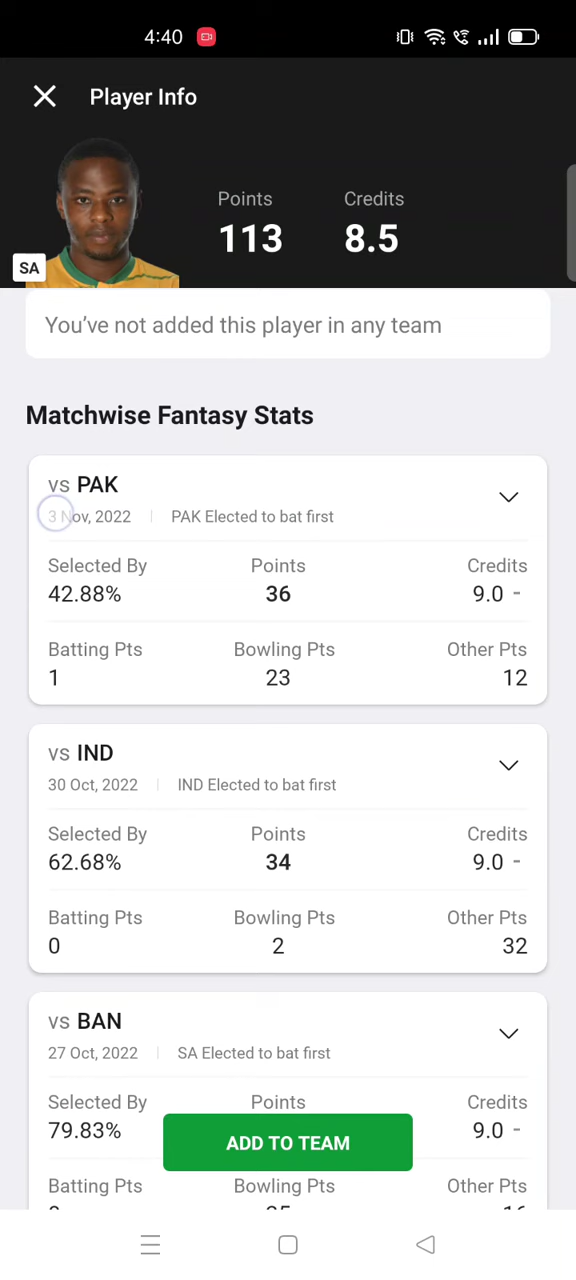 4:40
Player Info
Points
Credits
113
8.5
SA
You've not added this player in any team
Matchwise Fantasy Stats
vs PAK
3 Nov, 2022 | PAK Elected to bat first
Selected By Points Credits
42.88% 36 9.0 -
Batting Pts Bowling Pts Other Pts
1 23 12
vs IND
30 Oct, 2022 | IND Elected to bat first
Selected By Points Credits
62.68% 34 9.0 -
Batting Pts Bowling Pts Other Pts
0 2 32
vs BAN
27 Oct, 2022 | SA Elected to bat first
Selected By Points Credits
79.83% 9.0 -
ADD TO TEAM
Batting Pts Bowling Pts Other Pts